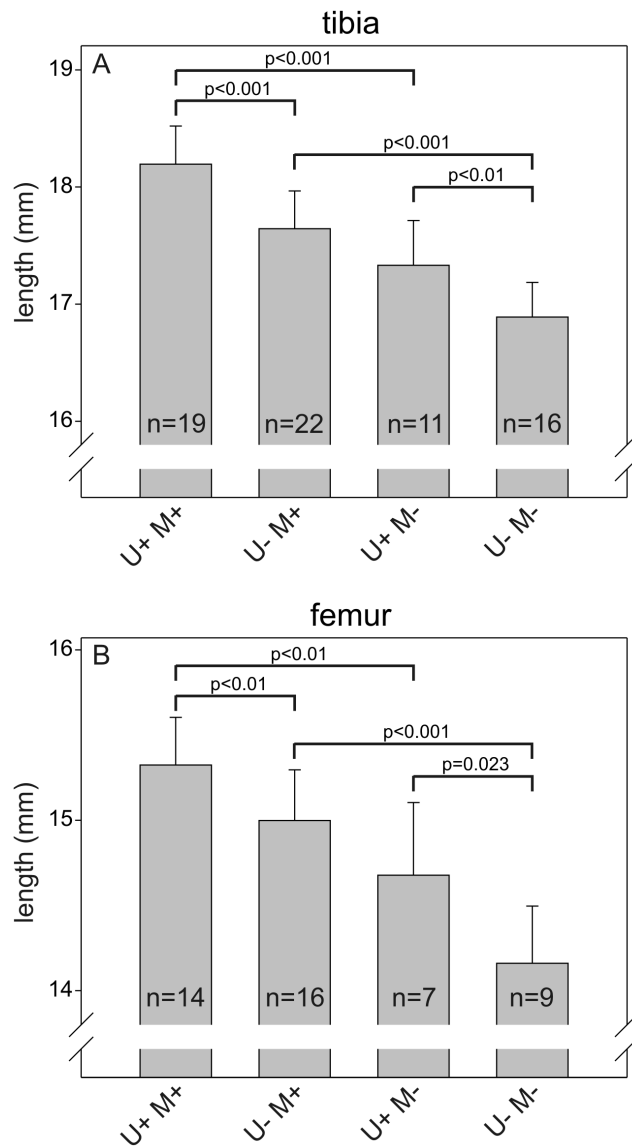 tibia
A
p<0.001
p<0.001
p<0.001
p<0.01
19
18
17
16
length (mm)
n=19
n=22
n=11
n=16
U+ M+
U- M+
U+ M-
U- M-
femur
B
p<0.01
p<0.01
p<0.001
p=0.023
16
15
14
length (mm)
n=14
n=16
n=7
n=9
U+ M+
U- M+
U+ M-
U- M-